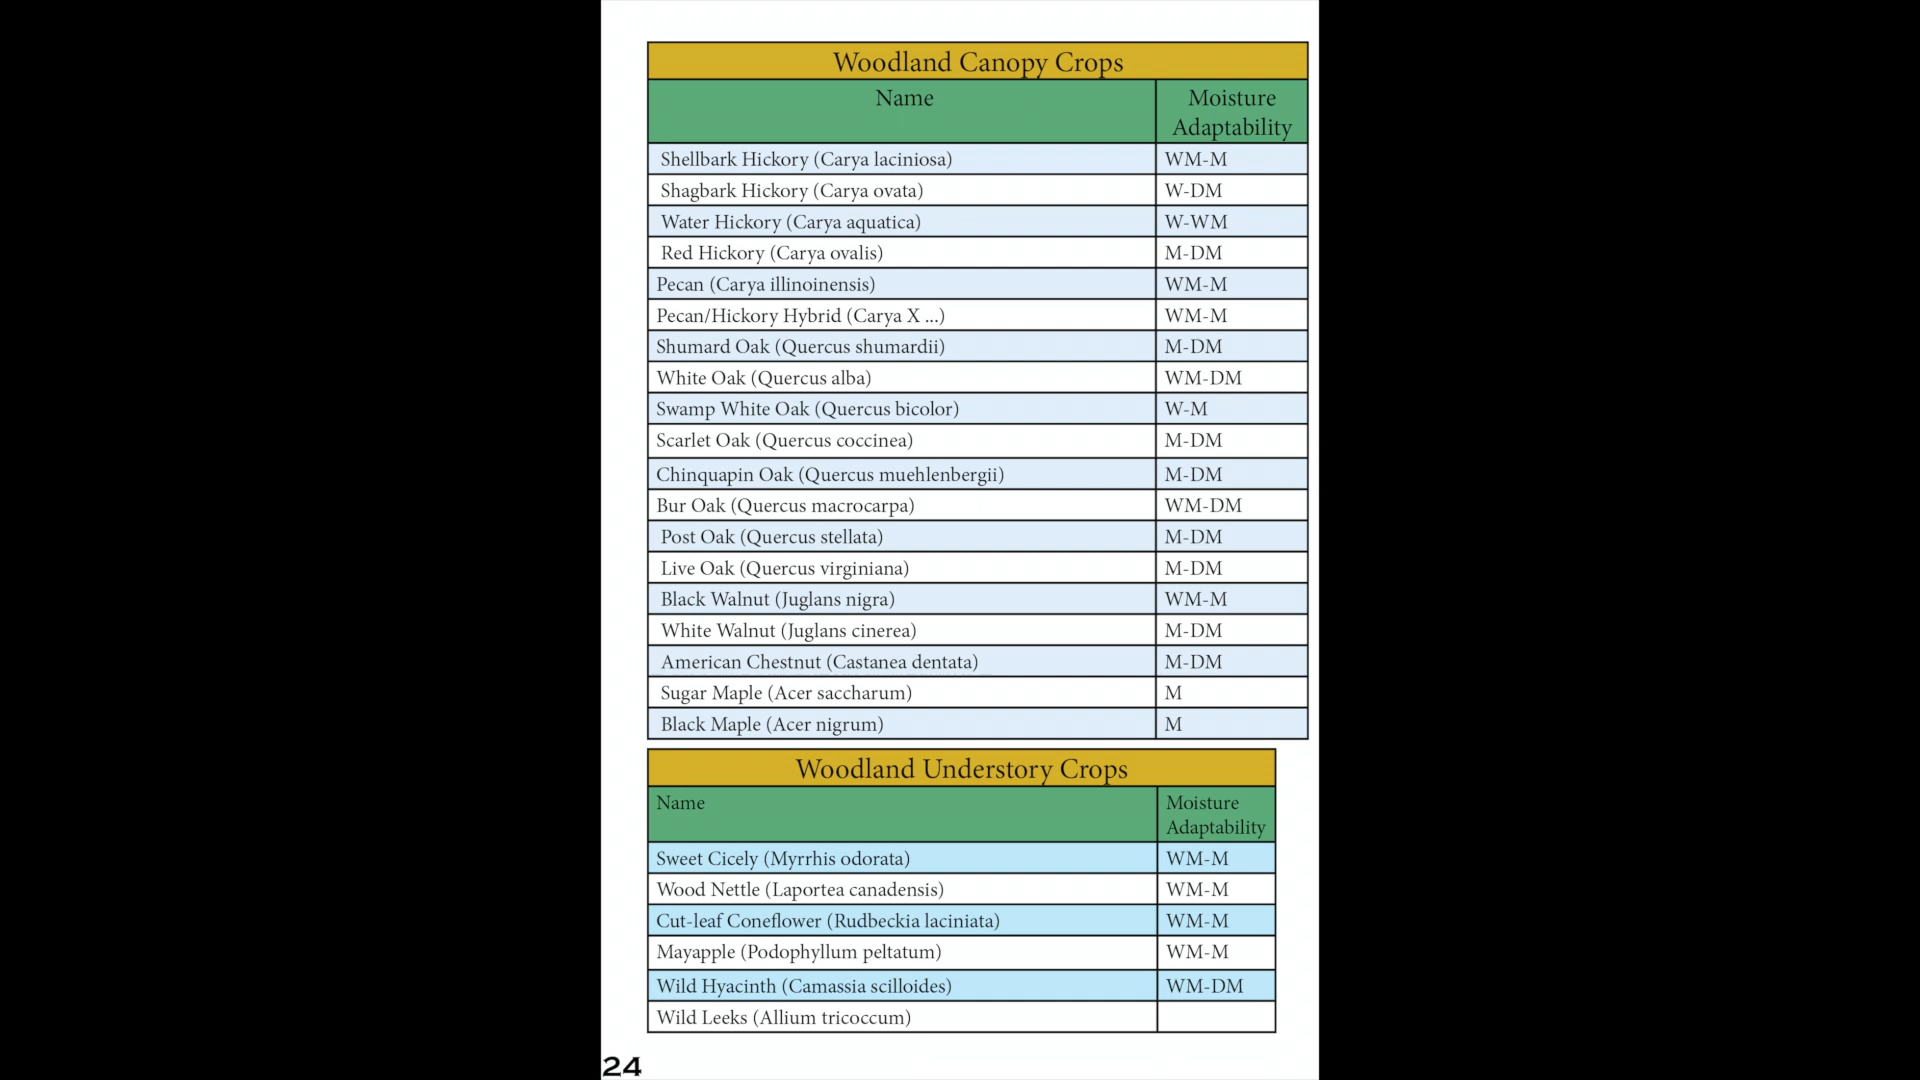 Woodland Canopy Crops
Name
Moisture
Adaptability
Shellbark Hickory (Carya laciniosa) WM-M
Shagbark Hickory (Carya ovata) W-DM
Water Hickory (Carya aquatica) W-WM
Red Hickory (Carya ovalis) M-DM
Pecan (Carya illinoinensis) WM-M
Pecan/Hickory Hybrid (Carya X ...) WM-M
Shumard Oak (Quercus shumardii) M-DM
White Oak (Quercus alba) WM-DM
Swamp White Oak (Quercus bicolor) W-M
Scarlet Oak (Quercus coccinea) M-DM
Chinquapin Oak (Quercus muehlenbergii) M-DM
Bur Oak (Quercus macrocarpa) WM-DM
Post Oak (Quercus stellata) M-DM
Live Oak (Quercus virginiana) M-DM
Black Walnut (Juglans nigra) WM-M
White Walnut (Juglans cinerea) M-DM
American Chestnut (Castanea dentata) M-DM
Sugar Maple (Acer saccharum) M
Black Maple (Acer nigrum) M
Woodland Understory Crops
Name
Moisture
Adaptability
Sweet Cicely (Myrrhis odorata) WM-M
Wood Nettle (Laportea canadensis) WM-M
Cut-leaf Coneflower (Rudbeckia laciniata) WM-M
Mayapple (Podophyllum peltatum) WM-M
Wild Hyacinth (Camassia scilloides) WM-DM
Wild Leeks (Allium tricoccum)
24